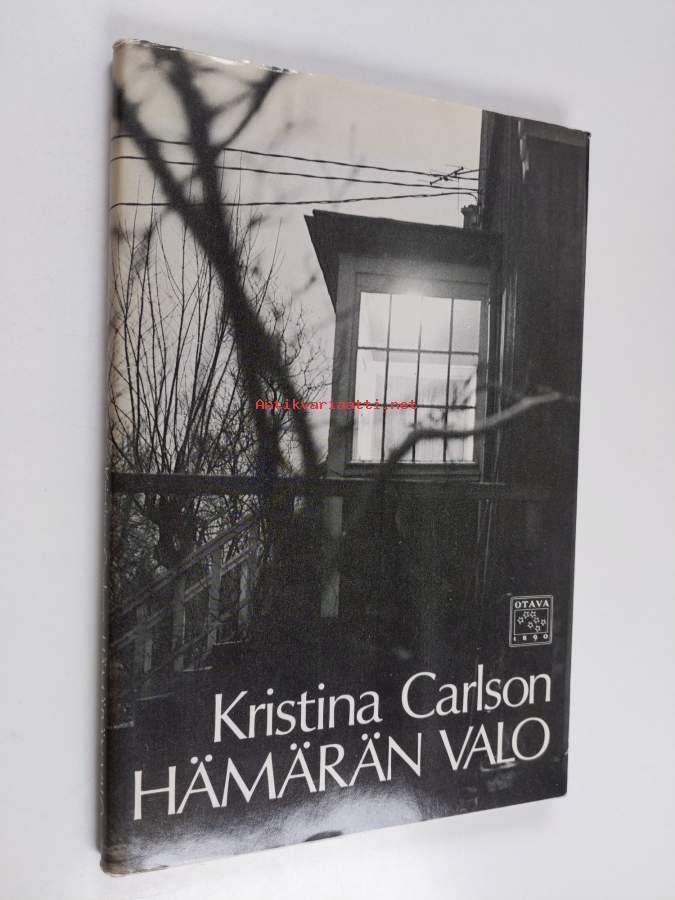 Antikvariaatti.net
OTAVA
1890
Kristina Carlson
HÄMÄRÄN VALO